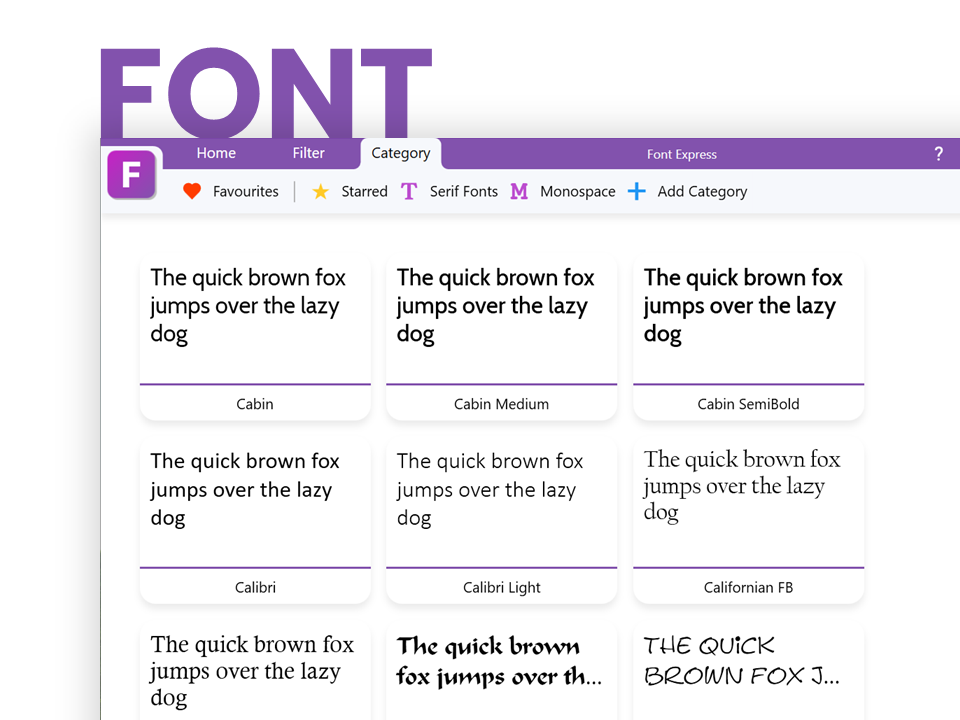 FONT
Home Filter Category Font Express ?
F
Favourites Starred T Serif Fonts M Monospace Add Category
The quick brown fox
jumps over the lazy
dog
Cabin
The quick brown fox
jumps over the lazy
dog
Cabin Medium
The quick brown fox
jumps over the lazy
dog
Cabin SemiBold
The quick brown fox
jumps over the lazy
dog
Calibri
The quick brown fox
jumps over the lazy
dog
Calibri Light
The quick brown fox
jumps over the lazy
dog
Californian FB
The quick brown fox
jumps over the lazy
dog
The quick brown
fox jumps over th...
THE QUiCK
BROWN FOX J...